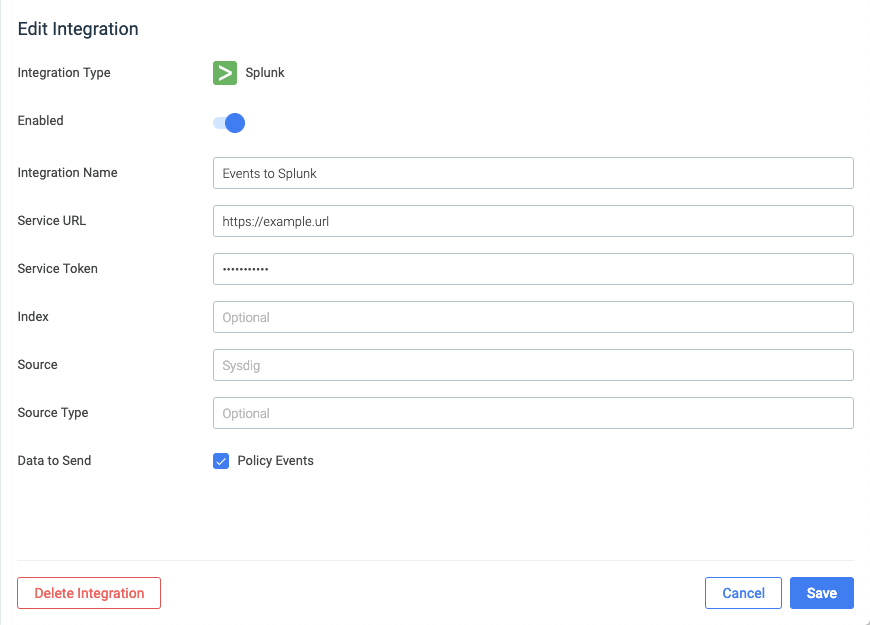 Edit Integration
Integration Type Splunk
Enabled
Integration Name Events to Splunk
Service URL https://example.url
Service Token •••••••••••
Index Optional
Source Sysdig
Source Type Optional
Data to Send Policy Events
Delete Integration Cancel Save